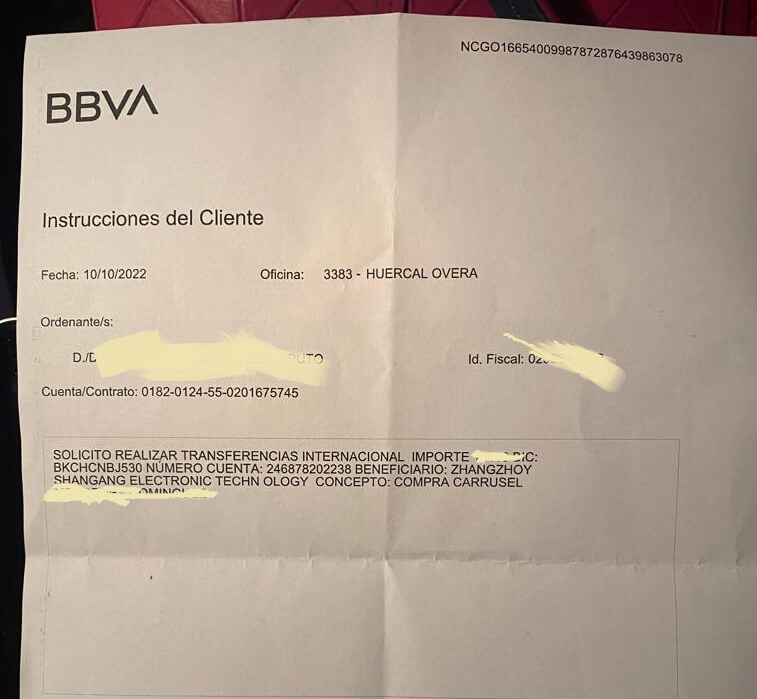 NCGO16654009987872876439863078
BBVA
Instrucciones del Cliente
Fecha: 10/10/2022 Oficina: 3383 - HUERCAL OVERA
Ordenante/s:
D./D Id. Fiscal:
Cuenta/Contrato: 0182-0124-55-0201675745
SOLICITO REALIZAR TRANSFERENCIAS INTERNACIONAL IMPORTE BIC:
BKCHCNBJ530 NÚMERO CUENTA: 246878202238 BENEFICIARIO: ZHANGZHOY
SHANGANG ELECTRONIC TECHN OLOGY CONCEPTO: COMPRA CARRUSEL